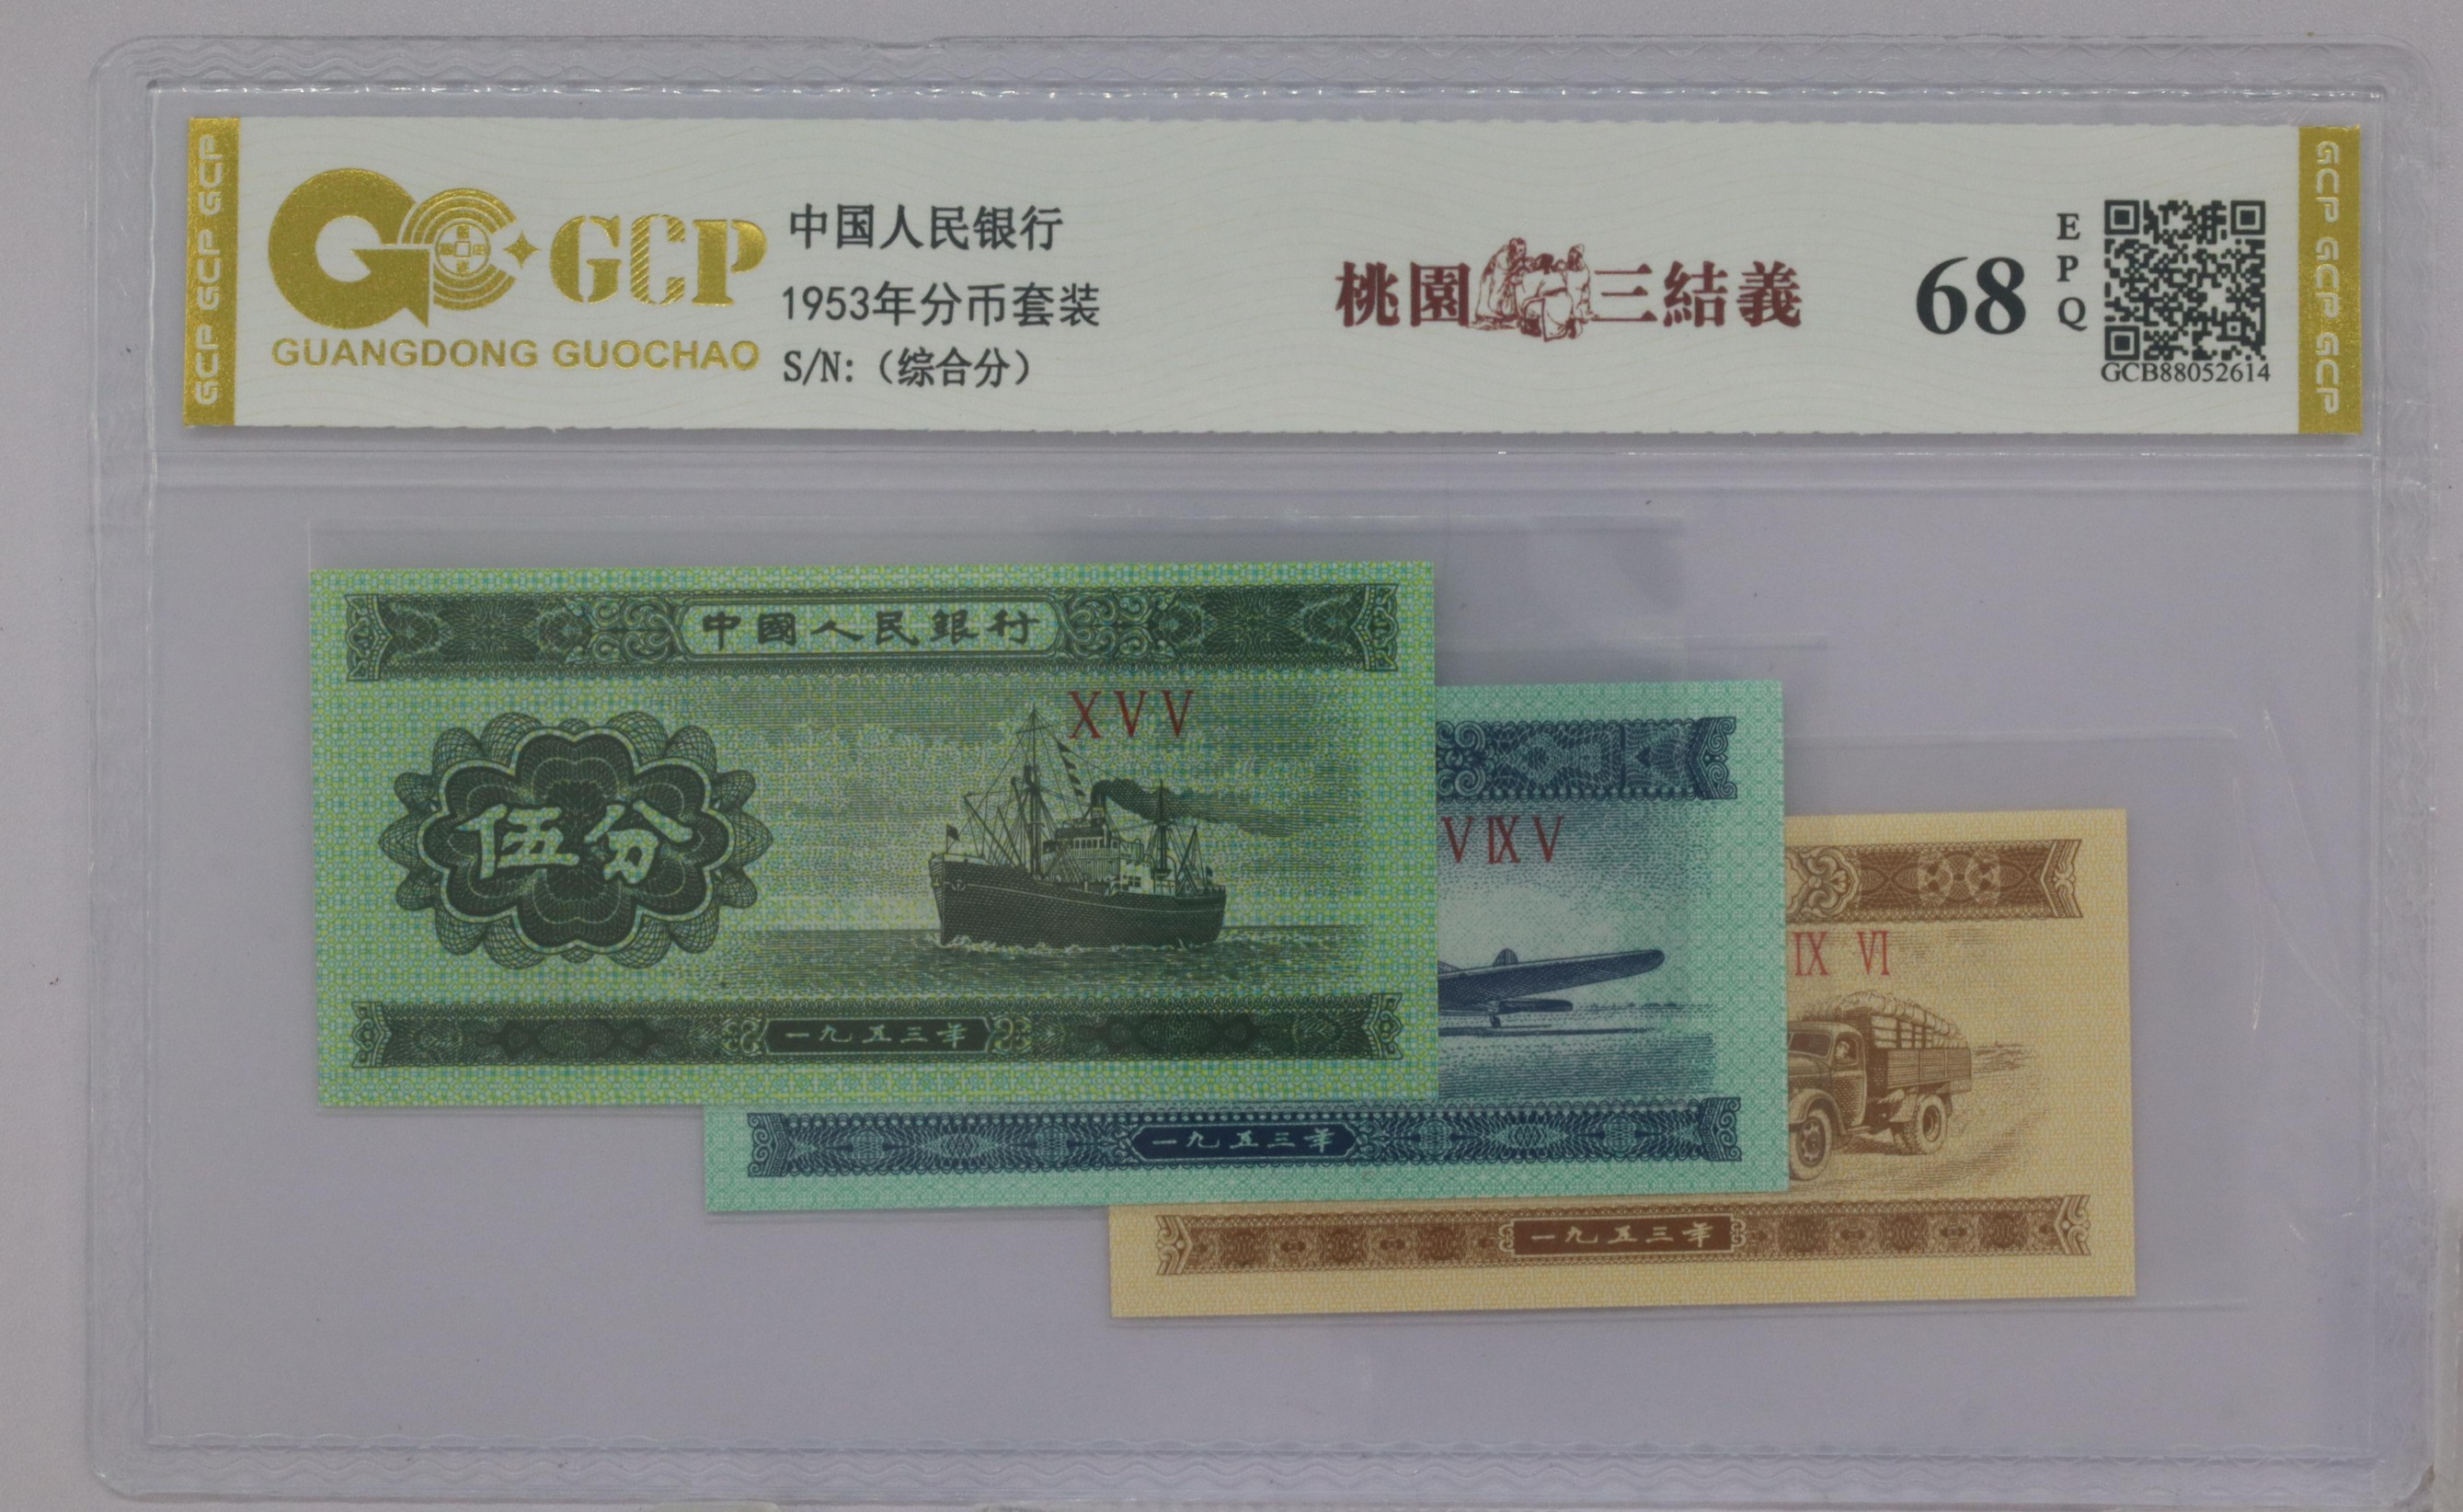 GCP GCP GCP
GCP
GUANGDONG GUOCHAO
中国人民银行
1953年分币套装
S/N:（综合分）
桃園三結義
68
EPQ
GCB88052614
GCP GCP GCP
中國人民銀行
XVV
伍分
一九五三年
VIXV
一九五三年
IX VI
一九五三年